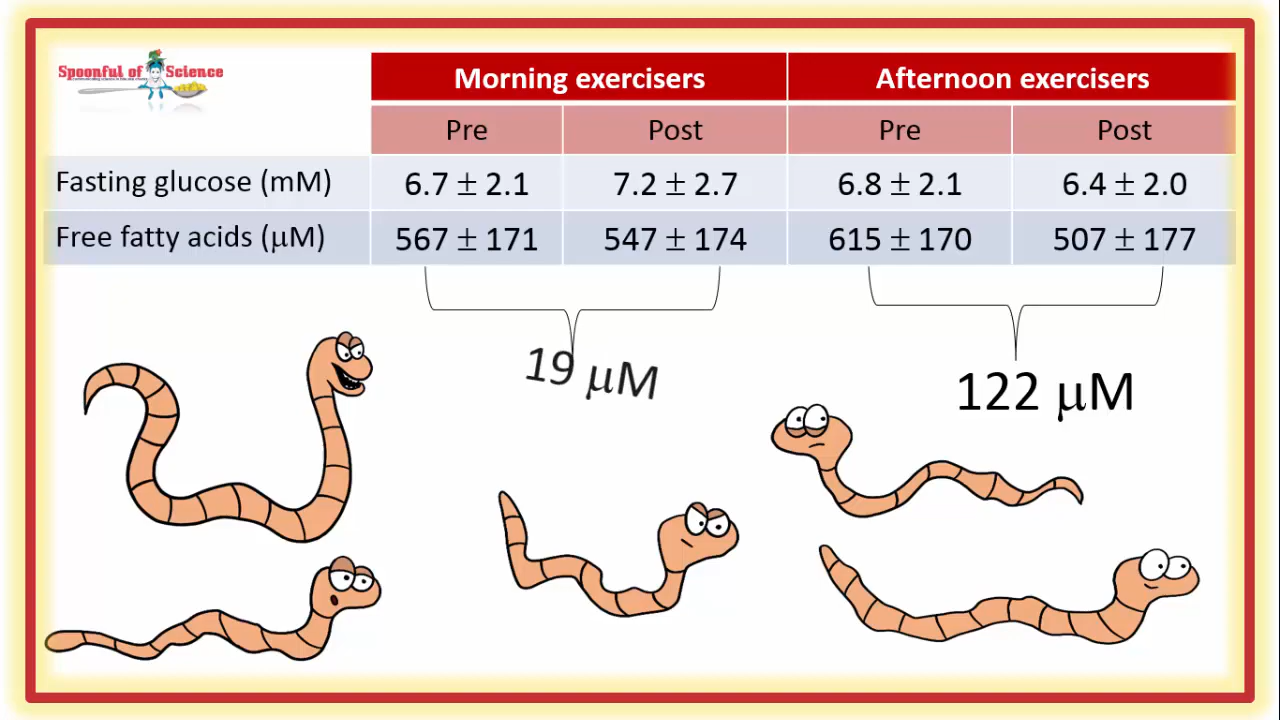 Spoonful of Science
Morning exercisers Afternoon exercisers
Pre Post Pre Post
Fasting glucose (mM) 6.7 ± 2.1 7.2 ± 2.7 6.8 ± 2.1 6.4 ± 2.0
Free fatty acids (μM) 567 ± 171 547 ± 174 615 ± 170 507 ± 177
19 μM
122 μM